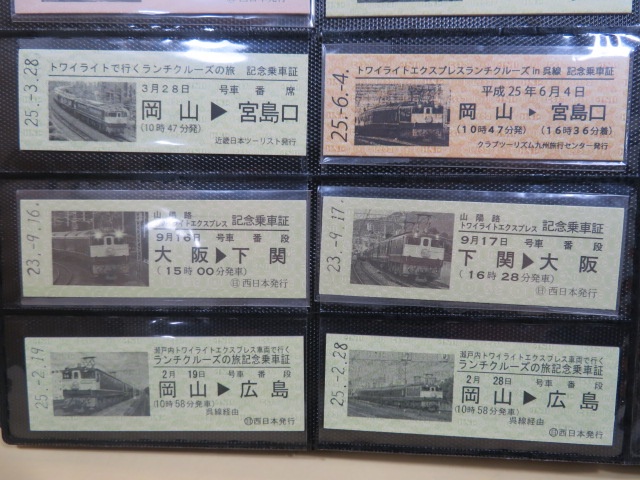 トワイライトで行くランチクルーズの旅 記念乗車証
25.-3.28.
3月28日 号車 番 席
岡山▶宮島口
(10時47分発)
近畿日本ツーリスト発行
トワイライトエクスプレスランチクルーズ in 呉線 記念乗車証
25.-6.-4.
平成25年6月4日
岡山▶宮島口
(10時47分発) (16時36分着)
クラブツーリズム九州旅行センター発行
山陽路
トワイライトエクスプレス 記念乗車証
23.-9.16.
9月16日 号車 番 段
大阪▶下関
(15時00分発車)
㊐西日本発行
山陽路
トワイライトエクスプレス 記念乗車証
23.-9.17.
9月17日 号車 番 段
下関▶大阪
(16時28分発車)
㊐西日本発行
瀬戸内トワイライトエクスプレス車両で行く
ランチクルーズの旅記念乗車証
25.-2.19
2月 19日 号車 番 段
岡山▶広島
(10時58分発車)
呉線経由
㊐西日本発行
瀬戸内トワイライトエクスプレス車両で行く
ランチクルーズの旅記念乗車証
25.-2.28
2月 28日 号車 番 段
岡山▶広島
(10時58分発車)
呉線経由
㊐西日本発行